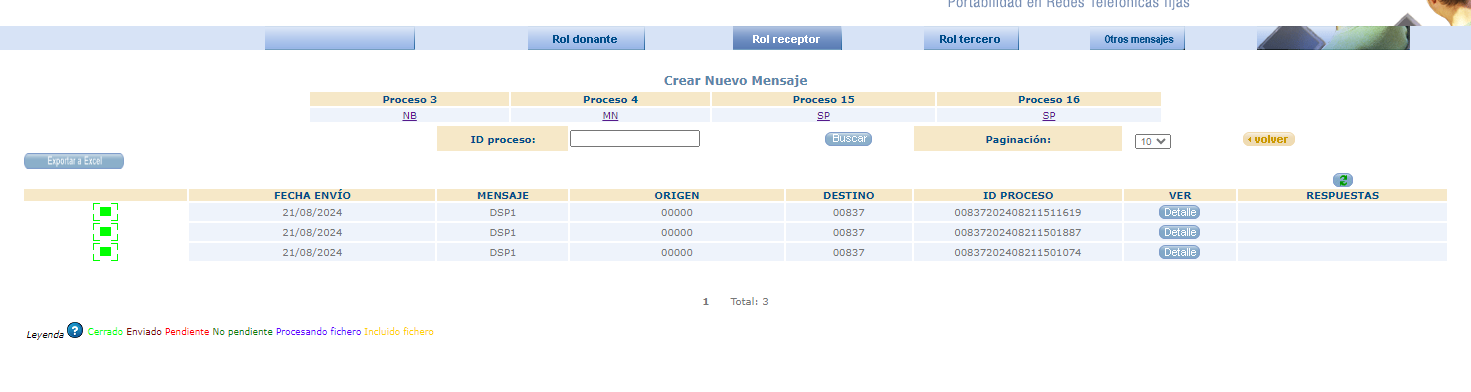 Portabilidad en Redes Telefónicas fijas
Rol donante Rol receptor Rol tercero Otros mensajes
Crear Nuevo Mensaje
Proceso 3 Proceso 4 Proceso 15 Proceso 16
NB MN SP SP
ID proceso: Buscar Paginación: 10 volver
Exportar a Excel
FECHA ENVÍO MENSAJE ORIGEN DESTINO ID PROCESO VER RESPUESTAS
21/08/2024 DSP1 00000 00837 00837202408211511619 Detalle
21/08/2024 DSP1 00000 00837 00837202408211501887 Detalle
21/08/2024 DSP1 00000 00837 00837202408211501074 Detalle
1 Total: 3
Leyenda ? Cerrado Enviado Pendiente No pendiente Procesando fichero Incluido fichero